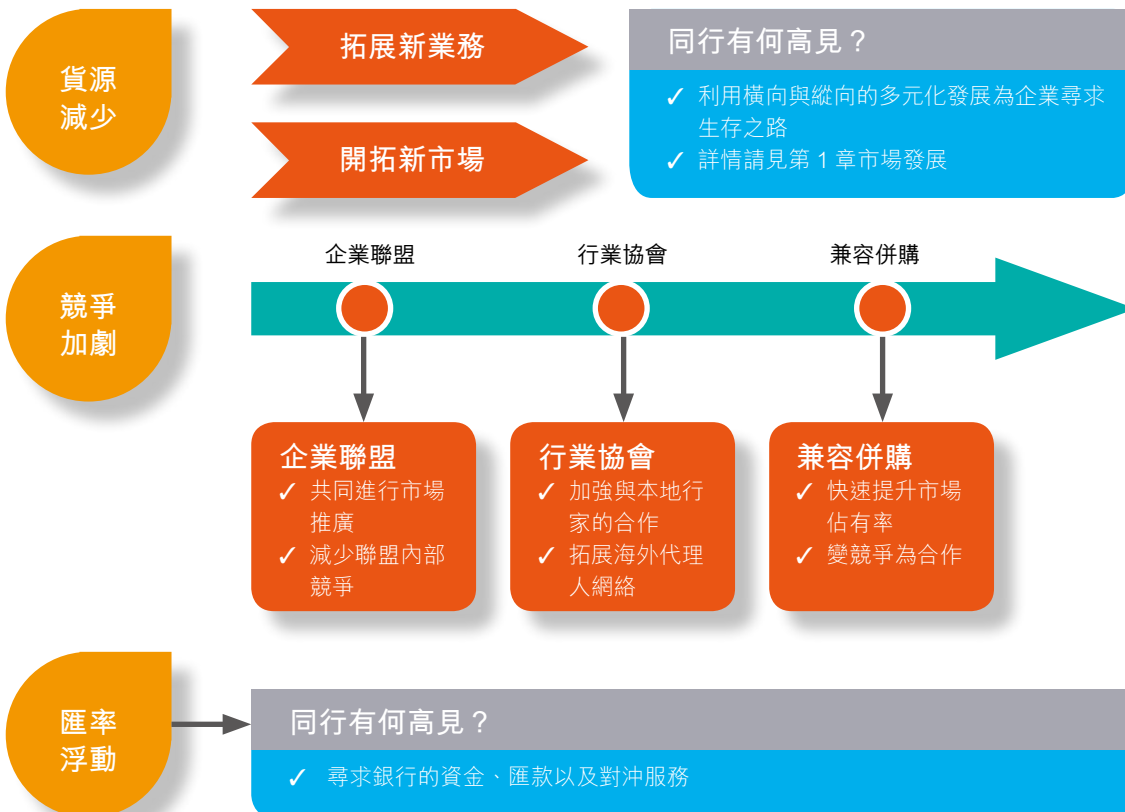 貨源
減少
拓展新業務
開拓新市場
同行有何高見？
✓ 利用橫向與縱向的多元化發展為企業尋求
生存之路
✓ 詳情請見第 1 章市場發展
競爭
加劇
企業聯盟
行業協會
兼容併購
企業聯盟
✓ 共同進行市場
推廣
✓ 減少聯盟內部
競爭
行業協會
✓ 加強與本地行
家的合作
✓ 拓展海外代理
人網絡
兼容併購
✓ 快速提升市場
佔有率
✓ 變競爭為合作
匯率
浮動
同行有何高見？
✓ 尋求銀行的資金、匯款以及對沖服務